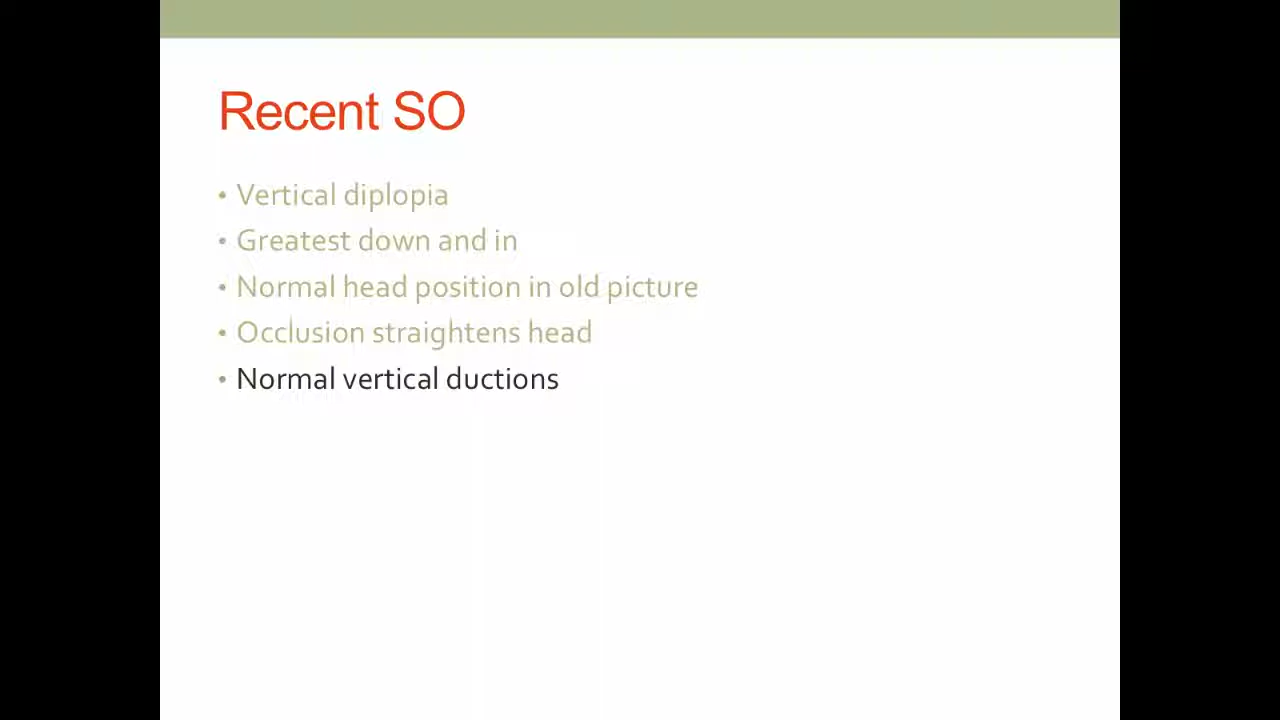 Recent SO
• Vertical diplopia
• Greatest down and in
• Normal head position in old picture
• Occlusion straightens head
• Normal vertical ductions